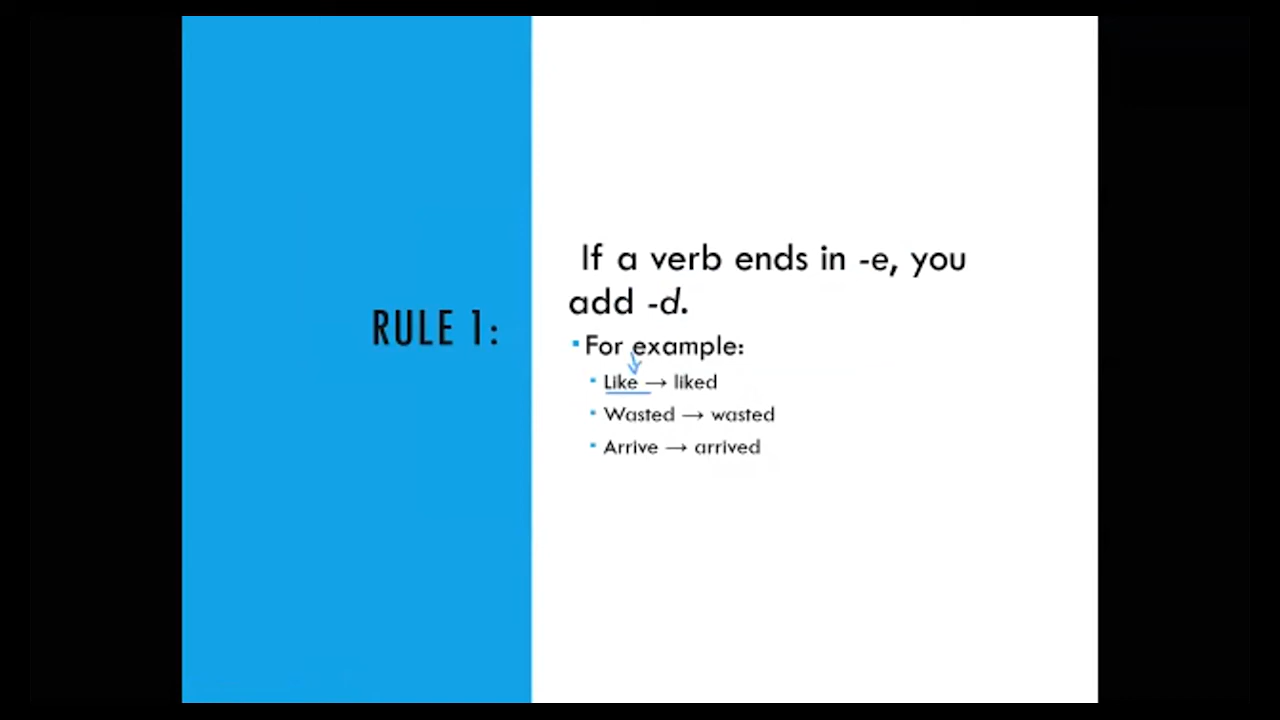 RULE 1:
If a verb ends in -e, you
add -d.
▪ For example:
▪ Like → liked
▪ Wasted → wasted
▪ Arrive → arrived